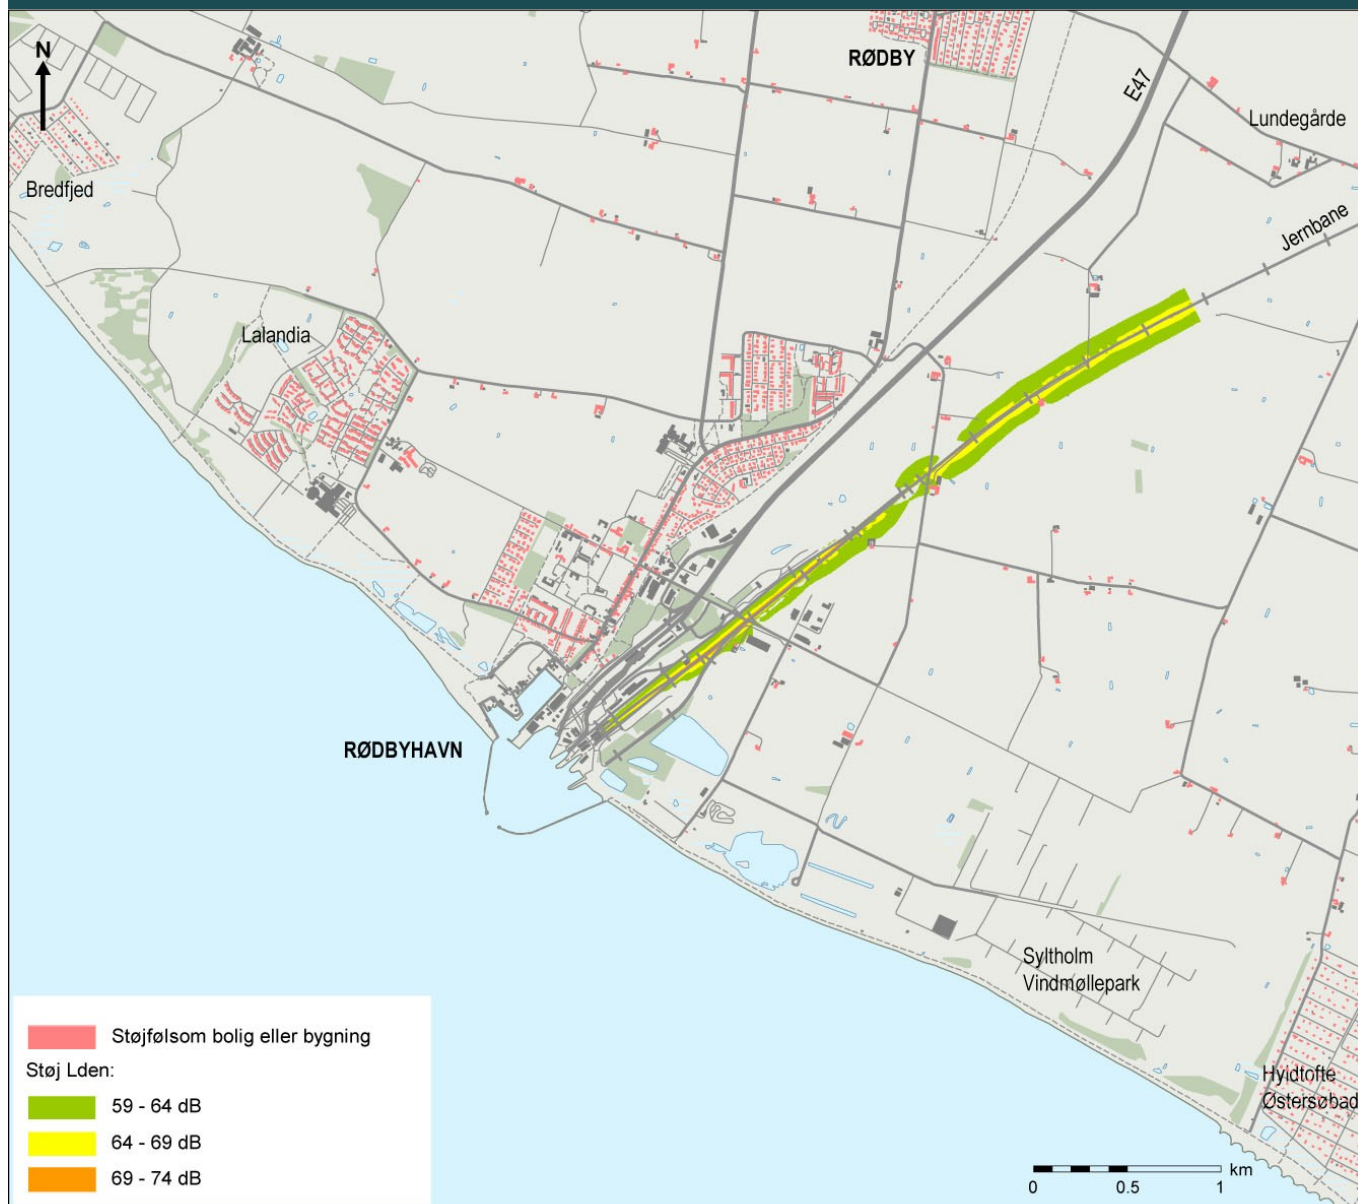 N
RØDBY
E47
Lundegårde
Bredfjed
Jernbane
Lalandia
RØDBYHAVN
Syltholm
Vindmøllepark
Hyldtofte
Østersøbad
Støjfølsom bolig eller bygning
Støj Lden:
59 - 64 dB
64 - 69 dB
69 - 74 dB
km
0 0.5 1